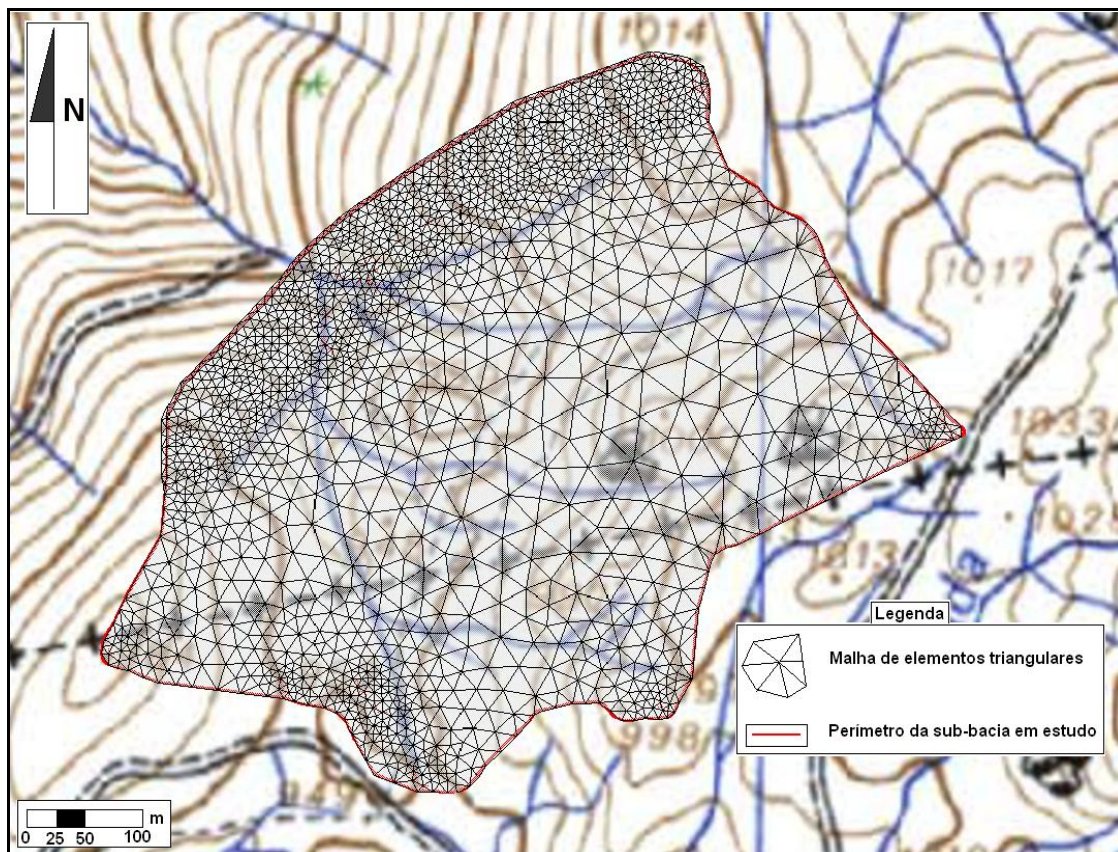 1014
N
1017
1033
1013
Legenda
Malha de elementos triangulares
998
Perímetro da sub-bacia em estudo
m
0 25 50 100